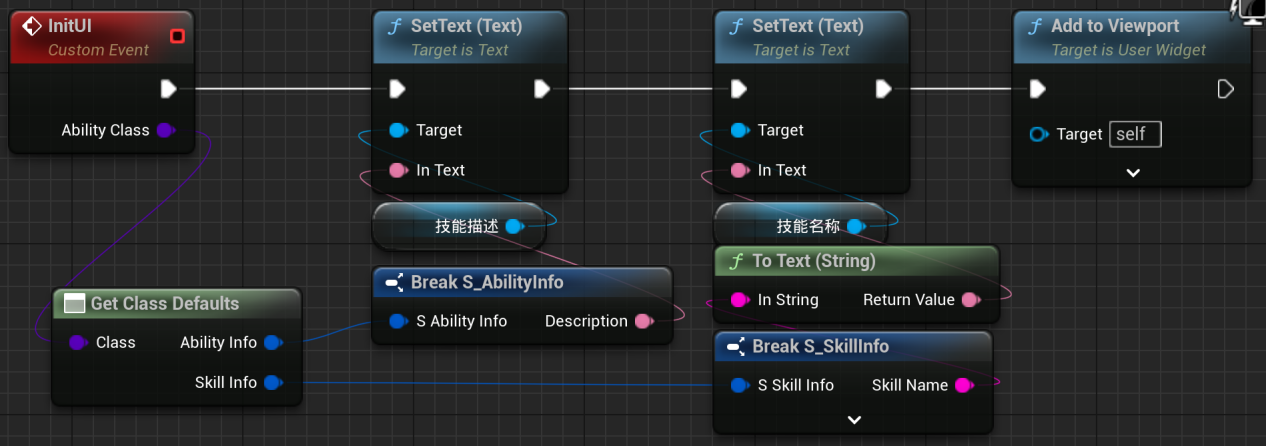 InitUI
Custom Event
Ability Class
SetText (Text)
Target is Text
Target
In Text
技能描述
SetText (Text)
Target is Text
Target
In Text
技能名称
Add to Viewport
Target is User Widget
Target self
Get Class Defaults
Class Ability Info
Skill Info
Break S_AbilityInfo
S Ability Info Description
To Text (String)
In String Return Value
Break S_SkillInfo
S Skill Info Skill Name